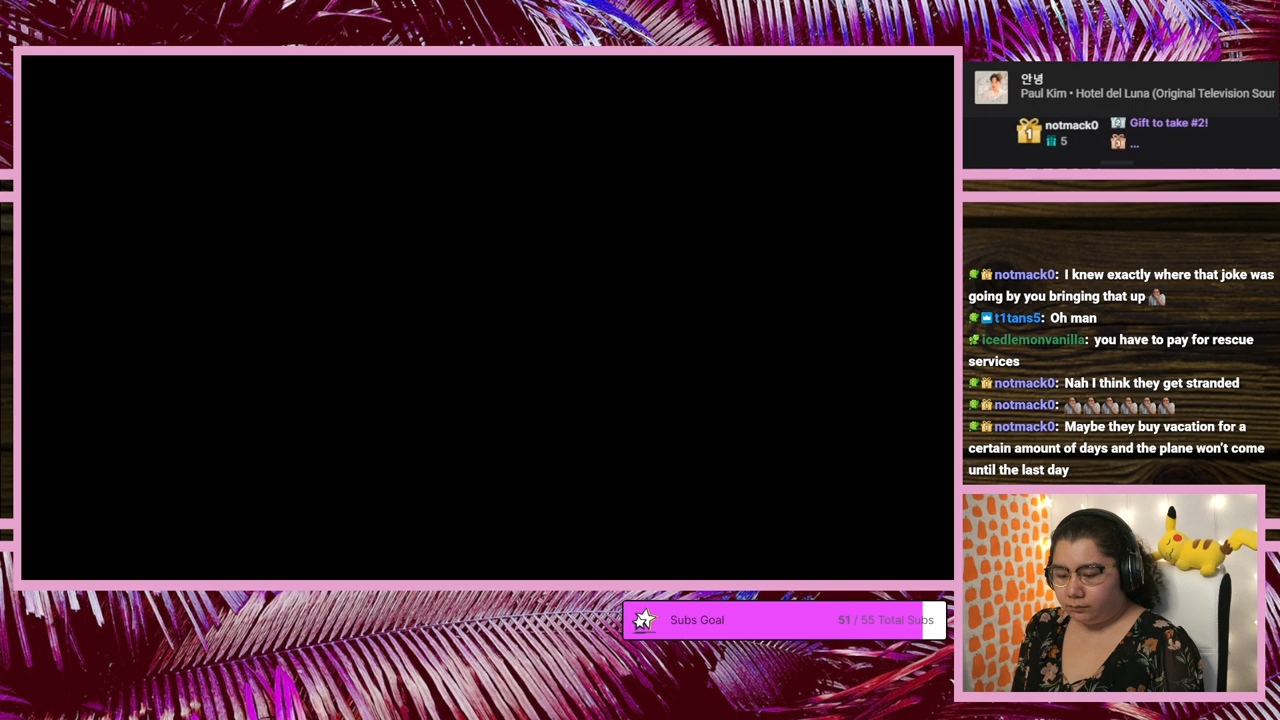 안녕
Paul Kim • Hotel del Luna (Original Television Sour
1 notmack0
5
2 Gift to take #2!
3 ...
notmack0: I knew exactly where that joke was
going by you bringing that up
t1tans5: Oh man
icedlemonvanilla: you have to pay for rescue
services
notmack0: Nah I think they get stranded
notmack0:
notmack0: Maybe they buy vacation for a
certain amount of days and the plane won't come
until the last day
Subs Goal 51 / 55 Total Subs